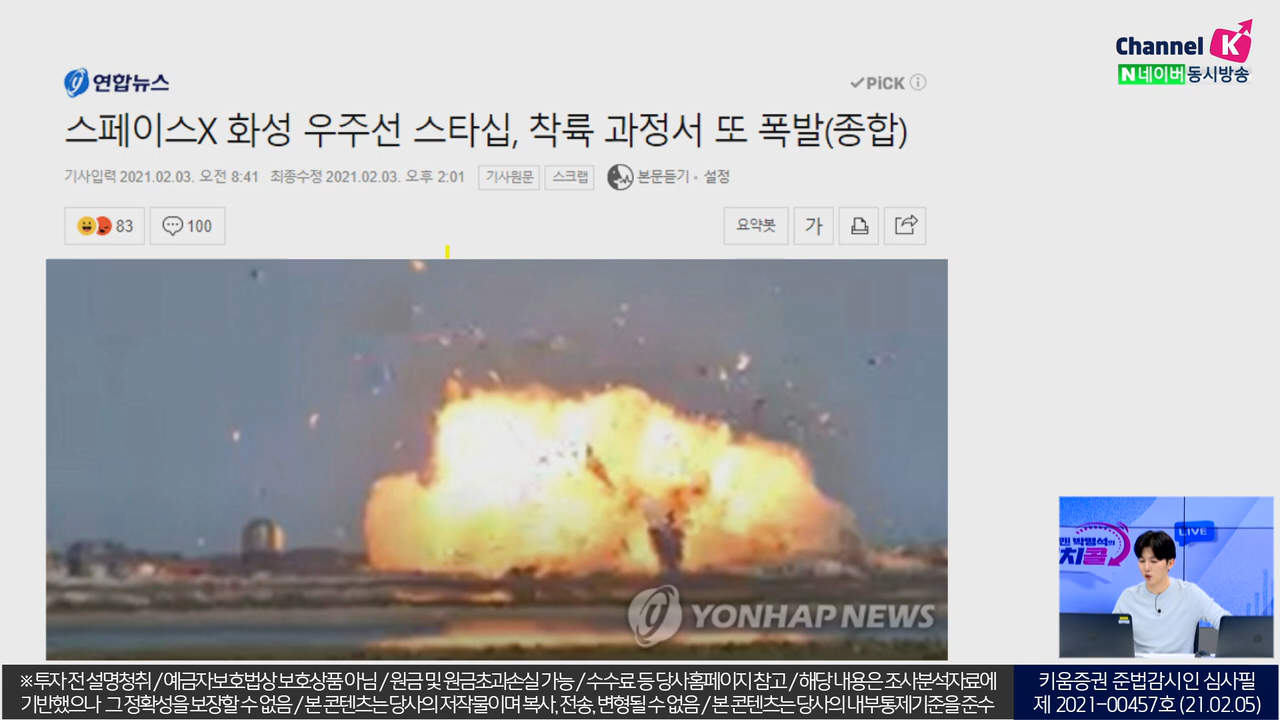 Channel K
N 네이버 동시방송
연합뉴스
PiCK
스페이스X 화성 우주선 스타십, 착륙 과정서 또 폭발(종합)
기사입력 2021.02.03. 오전 8:41 최종수정 2021.02.03. 오후 2:01 기사원문 스크랩 본문듣기 · 설정
83 100 요약봇 가
YONHAP NEWS
LIVE
※ 투자 전 설명청취 / 예금자보호법상 보호상품 아님 / 원금 및 원금초과손실 가능 / 수수료 등 당사홈페이지 참고 / 해당 내용은 조사분석자료에
기반했으나 그 정확성을 보장할 수 없음 / 본 콘텐츠는 당사의 저작물이며 복사, 전송, 변형될 수 없음 / 본 콘텐츠는 당사의 내부통제기준을 준수
키움증권 준법감시인 심사필
제 2021-00457호 (21.02.05)